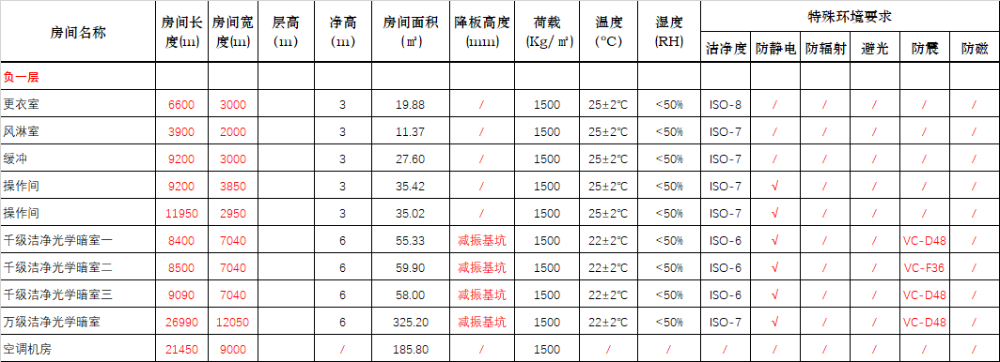 房间名称 房间长度(m) 房间宽度(m) 层高(m) 净高(m) 房间面积(㎡) 降板高度(mm) 荷载(Kg/㎡) 温度(℃) 湿度(RH) 特殊环境要求
洁净度 防静电 防辐射 避光 防震 防磁
负一层
更衣室 6600 3000 3 19.88 / 1500 25±2℃ <50% ISO-8 / / / / /
风淋室 3900 2000 3 11.37 / 1500 25±2℃ <50% ISO-7 / / / / /
缓冲 9200 3000 3 27.60 / 1500 25±2℃ <50% ISO-7 / / / / /
操作间 9200 3850 3 35.42 / 1500 25±2℃ <50% ISO-7 √ / / / /
操作间 11950 2950 3 35.02 / 1500 25±2℃ <50% ISO-7 √ / / / /
千级洁净光学暗室一 8400 7040 6 55.33 减振基坑 1500 22±2℃ <50% ISO-6 √ / / VC-D48 /
千级洁净光学暗室二 8500 7040 6 59.90 减振基坑 1500 22±2℃ <50% ISO-6 √ / / VC-F36 /
千级洁净光学暗室三 9090 7040 6 58.00 减振基坑 1500 22±2℃ <50% ISO-6 √ / / VC-D48 /
万级洁净光学暗室 26990 12050 6 325.20 减振基坑 1500 22±2℃ <50% ISO-7 √ / / VC-D48 /
空调机房 21450 9000 / 185.80 / 1500 / / / / / / / /